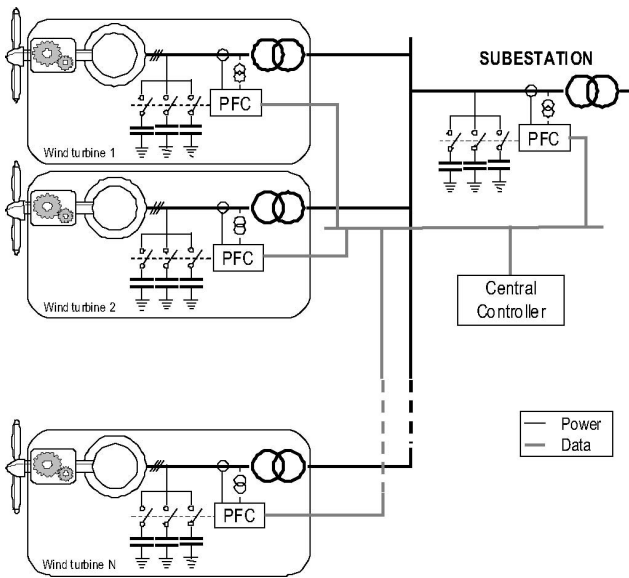 SUBESTATION
PFC
Wind turbine 1
PFC
PFC
Wind turbine 2
Central
Controller
Power
Data
PFC
Wind turbine N